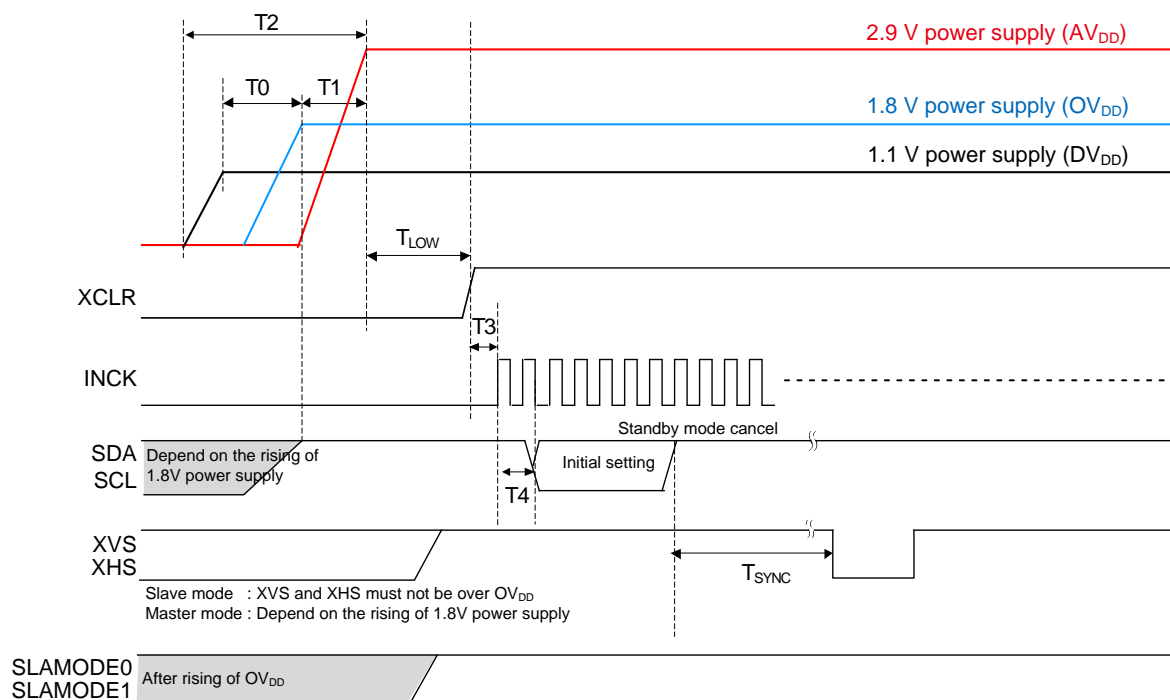 T2
2.9 V power supply (AVDD)
T0
T1
1.8 V power supply (OVDD)
1.1 V power supply (DVDD)
TLOW
XCLR
T3
INCK
Standby mode cancel
SDA
SCL
Depend on the rising of
1.8V power supply
Initial setting
T4
XVS
XHS
TSYNC
Slave mode : XVS and XHS must not be over OVDD
Master mode : Depend on the rising of 1.8V power supply
SLAMODE0
SLAMODE1
After rising of OVDD